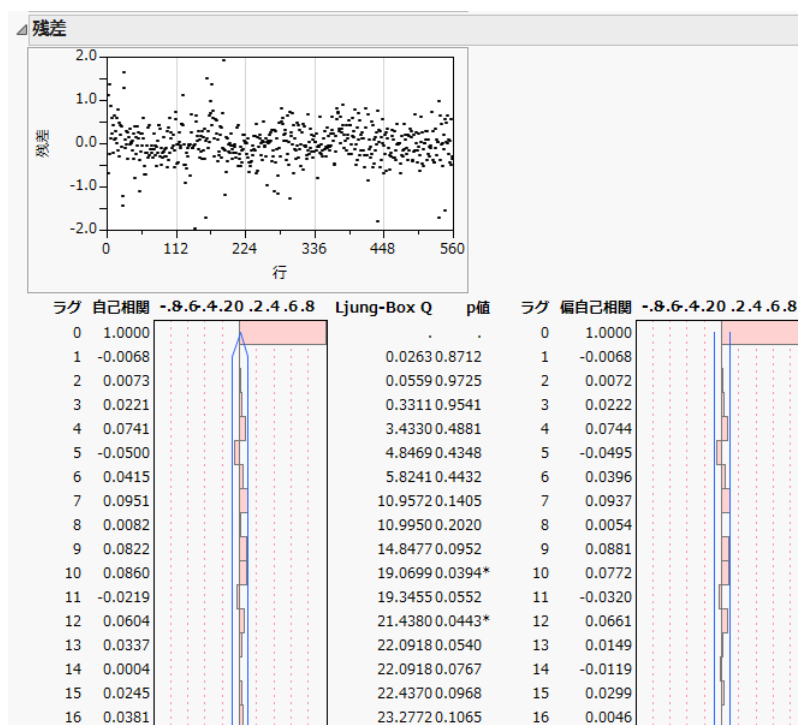 残差
2.0
1.0
0.0
-1.0
-2.0
残差
0 112 224 336 448 560
行
ラグ 自己相関 -.8-.6-.4-.20 .2.4.6.8 Ljung-Box Q p値 ラグ 偏自己相関 -.8-.6-.4-.20 .2.4.6.8
0 1.0000 . . 0 1.0000
1 -0.0068 0.0263 0.8712 1 -0.0068
2 0.0073 0.0559 0.9725 2 0.0072
3 0.0221 0.3311 0.9541 3 0.0222
4 0.0741 3.4330 0.4881 4 0.0744
5 -0.0500 4.8469 0.4348 5 -0.0495
6 0.0415 5.8241 0.4432 6 0.0396
7 0.0951 10.9572 0.1405 7 0.0937
8 0.0082 10.9950 0.2020 8 0.0054
9 0.0822 14.8477 0.0952 9 0.0881
10 0.0860 19.0699 0.0394* 10 0.0772
11 -0.0219 19.3455 0.0552 11 -0.0320
12 0.0604 21.4380 0.0443* 12 0.0661
13 0.0337 22.0918 0.0540 13 0.0149
14 0.0004 22.0918 0.0767 14 -0.0119
15 0.0245 22.4370 0.0968 15 0.0299
16 0.0381 23.2772 0.1065 16 0.0046